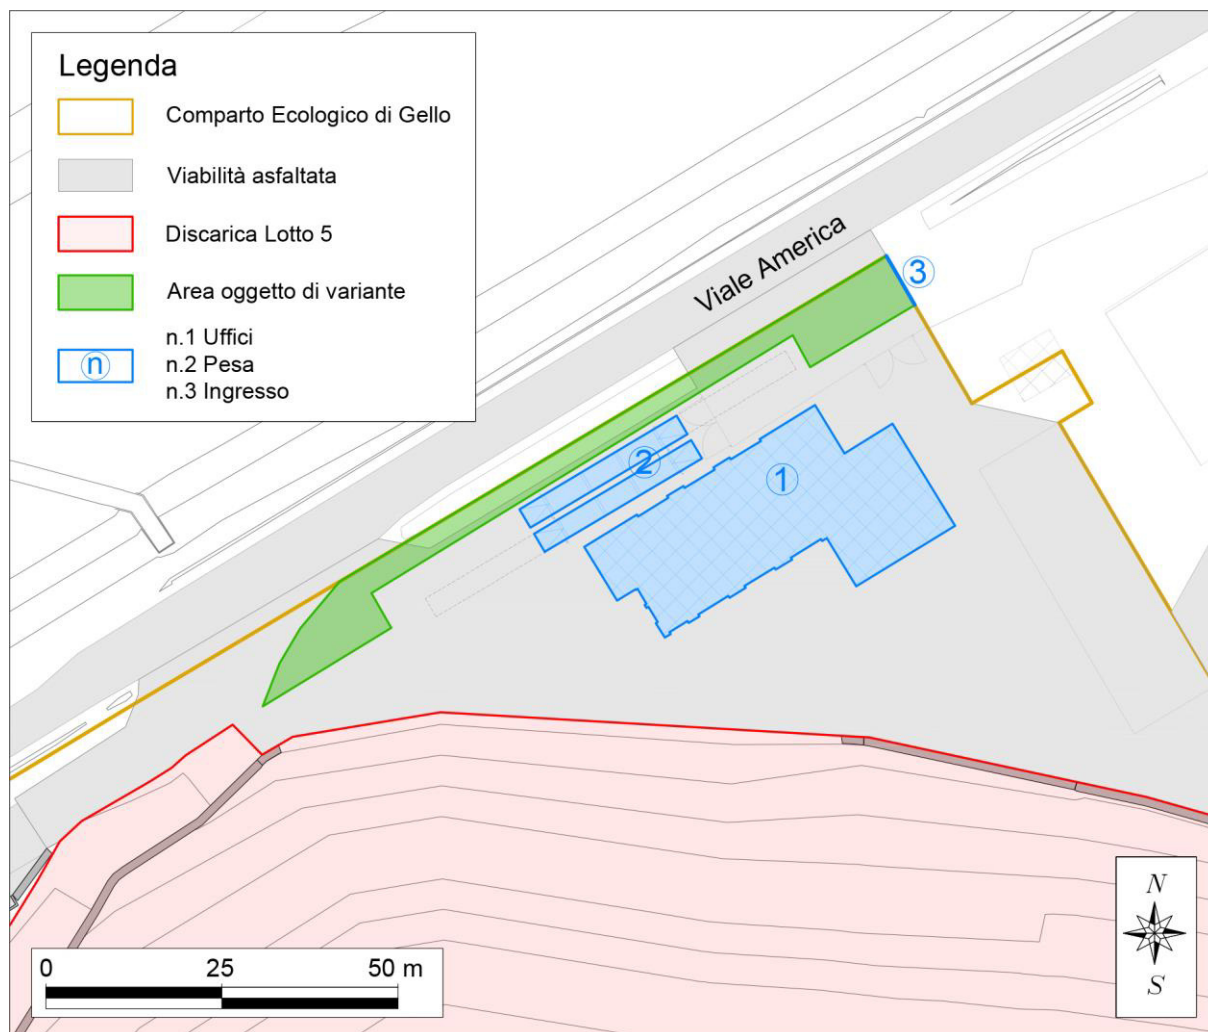 Legenda
Comparto Ecologico di Gello
Viabilità asfaltata
Discarica Lotto 5
Area oggetto di variante
n
n.1 Uffici
n.2 Pesa
n.3 Ingresso
Viale America
3
2
1
0 25 50 m
N
S